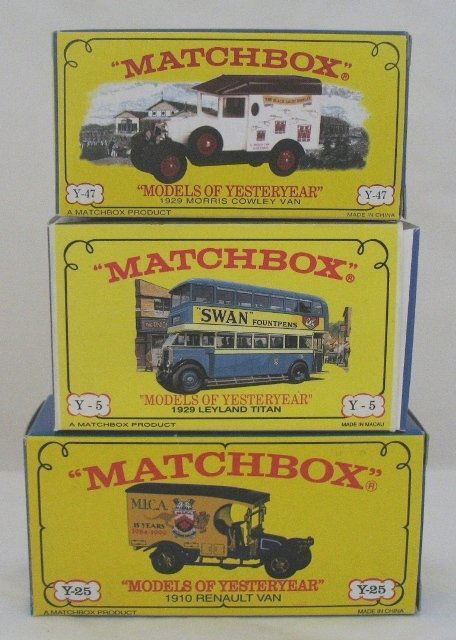 "MATCHBOX"®
Y-47 Y-47
"MODELS OF YESTERYEAR"
1929 MORRIS COWLEY VAN
A MATCHBOX PRODUCT MADE IN CHINA
"MATCHBOX"®
"SWAN" FOUNTPENS
"MODELS OF YESTERYEAR"
Y-5 1929 LEYLAND TITAN Y-5
A MATCHBOX PRODUCT MADE IN MACAU
"MATCHBOX"®
M.I.C.A.
15 YEARS
"MODELS OF YESTERYEAR"
Y-25 1910 RENAULT VAN Y-25
A MATCHBOX PRODUCT MADE IN CHINA